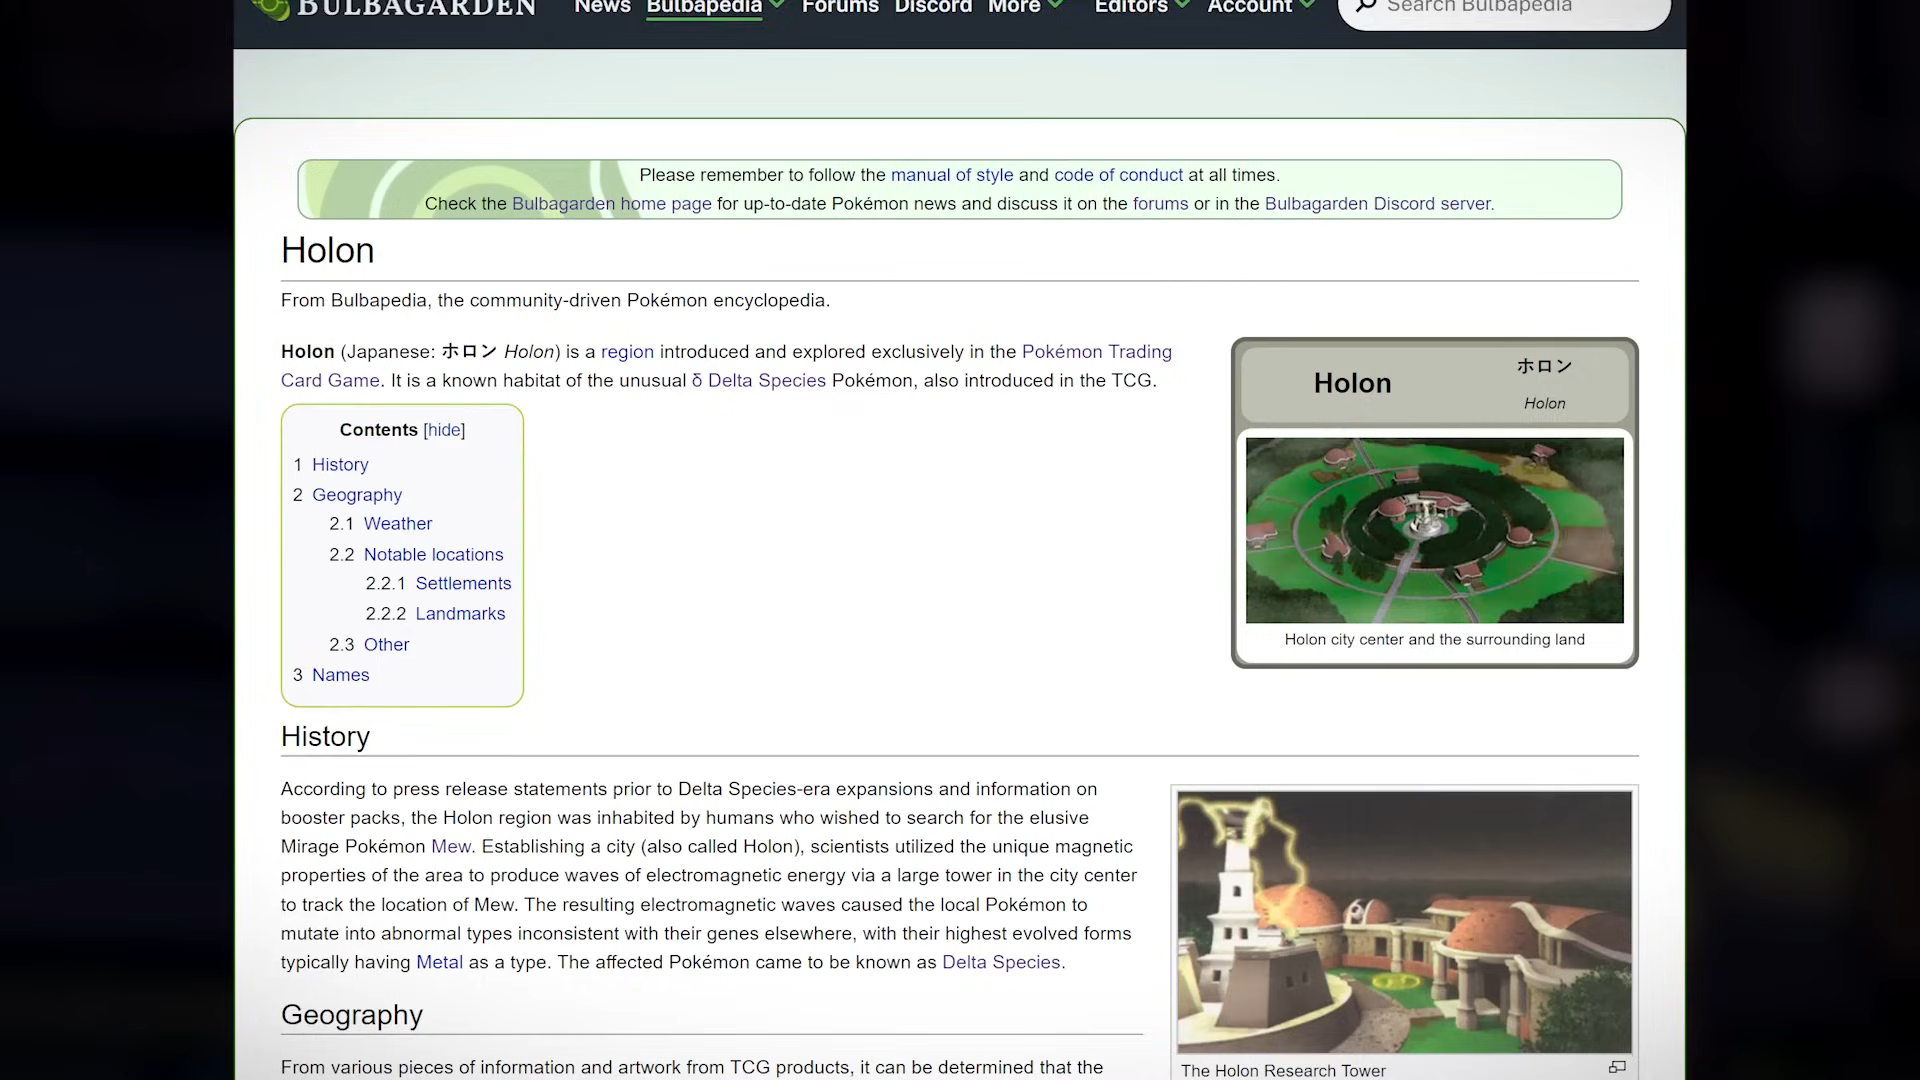 BULBAGARDEN News Bulbapedia Forums Discord More Editors Account Search Bulbapedia
Please remember to follow the manual of style and code of conduct at all times.
Check the Bulbagarden home page for up-to-date Pokémon news and discuss it on the forums or in the Bulbagarden Discord server.
Holon
From Bulbapedia, the community-driven Pokémon encyclopedia.
Holon (Japanese: ホロン Holon) is a region introduced and explored exclusively in the Pokémon Trading
Card Game. It is a known habitat of the unusual δ Delta Species Pokémon, also introduced in the TCG.
Contents [hide]
1 History
2 Geography
2.1 Weather
2.2 Notable locations
2.2.1 Settlements
2.2.2 Landmarks
2.3 Other
3 Names
Holon
ホロン
Holon
Holon city center and the surrounding land
History
According to press release statements prior to Delta Species-era expansions and information on
booster packs, the Holon region was inhabited by humans who wished to search for the elusive
Mirage Pokémon Mew. Establishing a city (also called Holon), scientists utilized the unique magnetic
properties of the area to produce waves of electromagnetic energy via a large tower in the city center
to track the location of Mew. The resulting electromagnetic waves caused the local Pokémon to
mutate into abnormal types inconsistent with their genes elsewhere, with their highest evolved forms
typically having Metal as a type. The affected Pokémon came to be known as Delta Species.
The Holon Research Tower
Geography
From various pieces of information and artwork from TCG products, it can be determined that the